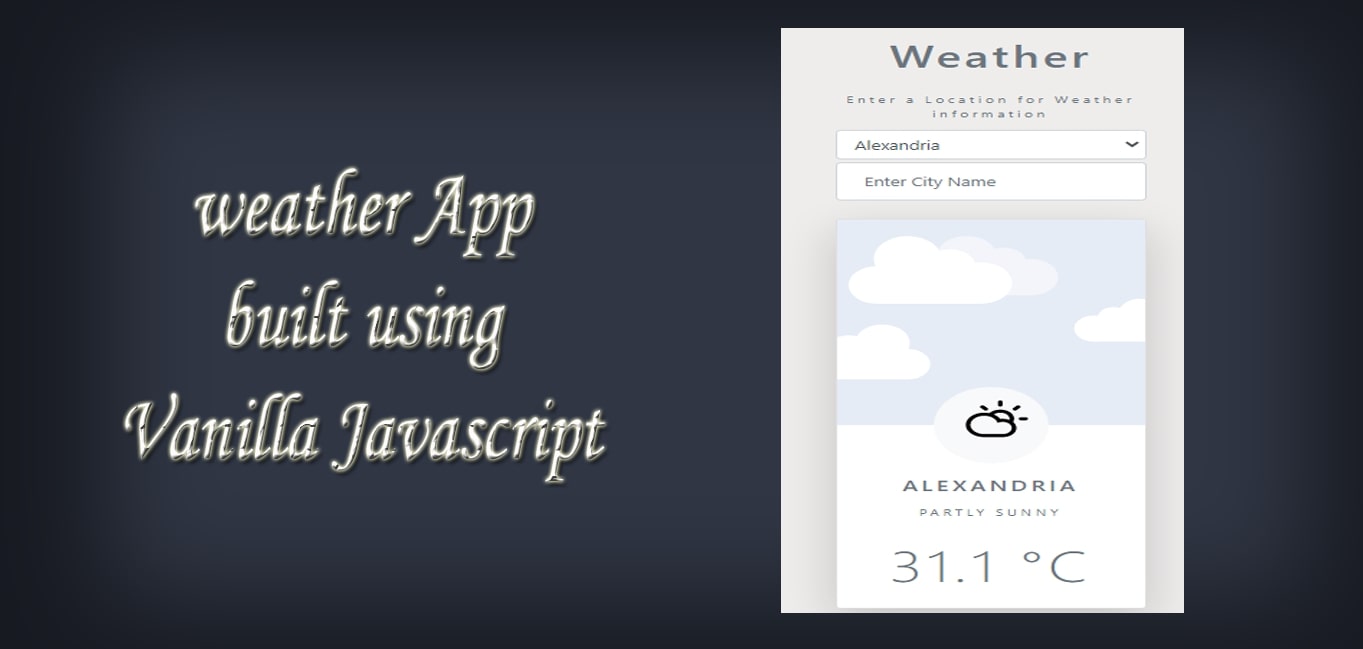 weather App
built using
Vanilla Javascript
Weather
Enter a Location for Weather
information
Alexandria
Enter City Name
ALEXANDRIA
PARTLY SUNNY
31.1 °C